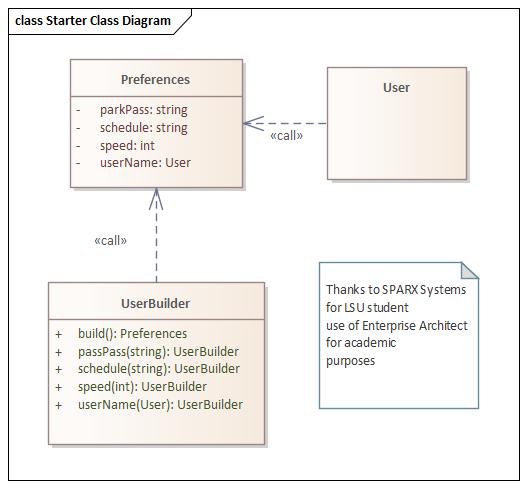 class Starter Class Diagram
Preferences
- parkPass: string
- schedule: string
- speed: int
- userName: User
User
«call»
«call»
UserBuilder
+ build(): Preferences
+ passPass(string): UserBuilder
+ schedule(string): UserBuilder
+ speed(int): UserBuilder
+ userName(User): UserBuilder
Thanks to SPARX Systems
for LSU student
use of Enterprise Architect
for academic
purposes